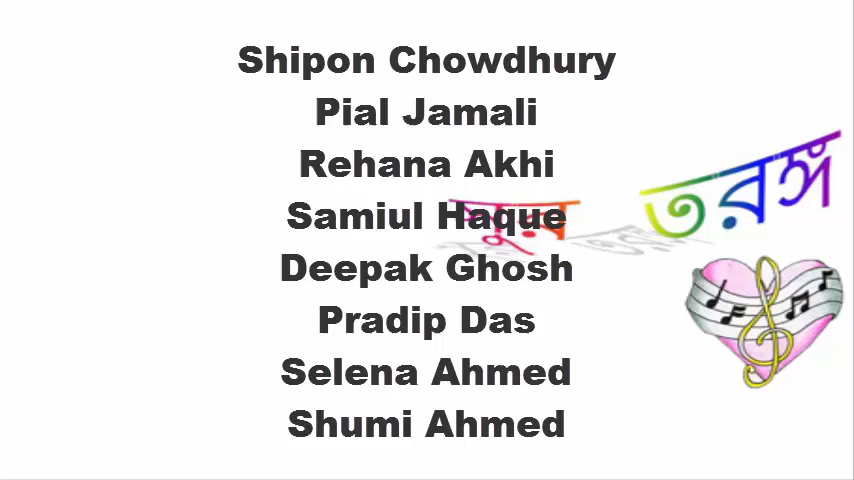 Shipon Chowdhury
Pial Jamali
Rehana Akhi
Samiul Haque
সুর তরঙ্গ
Deepak Ghosh
Pradip Das
Selena Ahmed
Shumi Ahmed